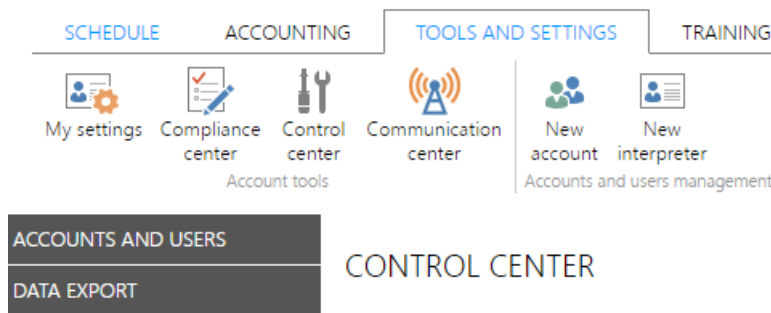 SCHEDULE ACCOUNTING TOOLS AND SETTINGS TRAINING
My settings Compliance center Control center Communication center New account New interpreter
Account tools Accounts and users management
ACCOUNTS AND USERS
CONTROL CENTER
DATA EXPORT